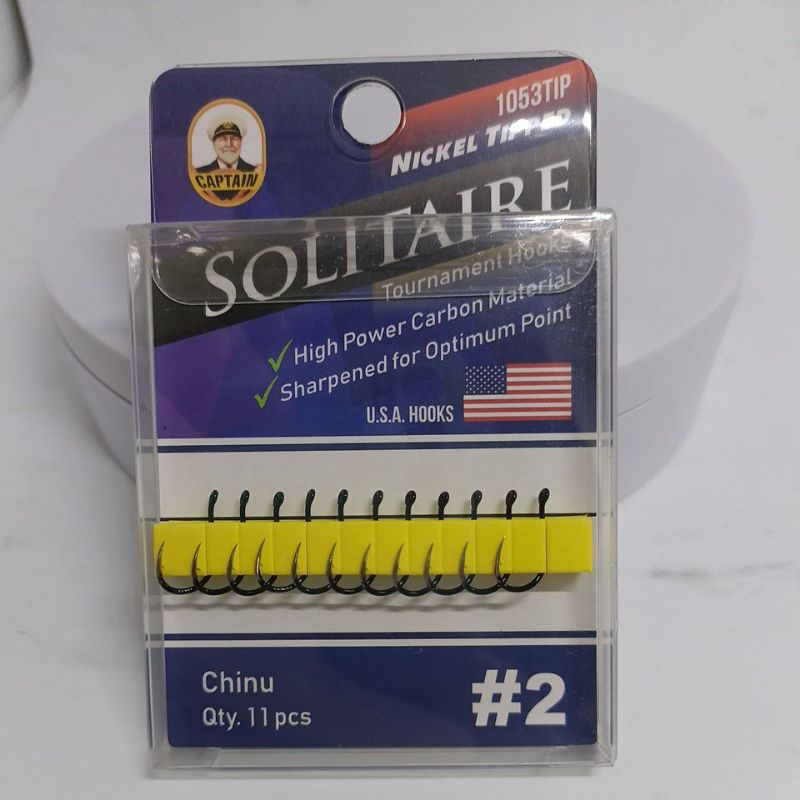 CAPTAIN
1053TIP
NICKEL TIPPED
SOLITAIRE
Tournament Hooks
✓ High Power Carbon Material
✓ Sharpened for Optimum Point
U.S.A. HOOKS
Chinu
Qty. 11 pcs
#2